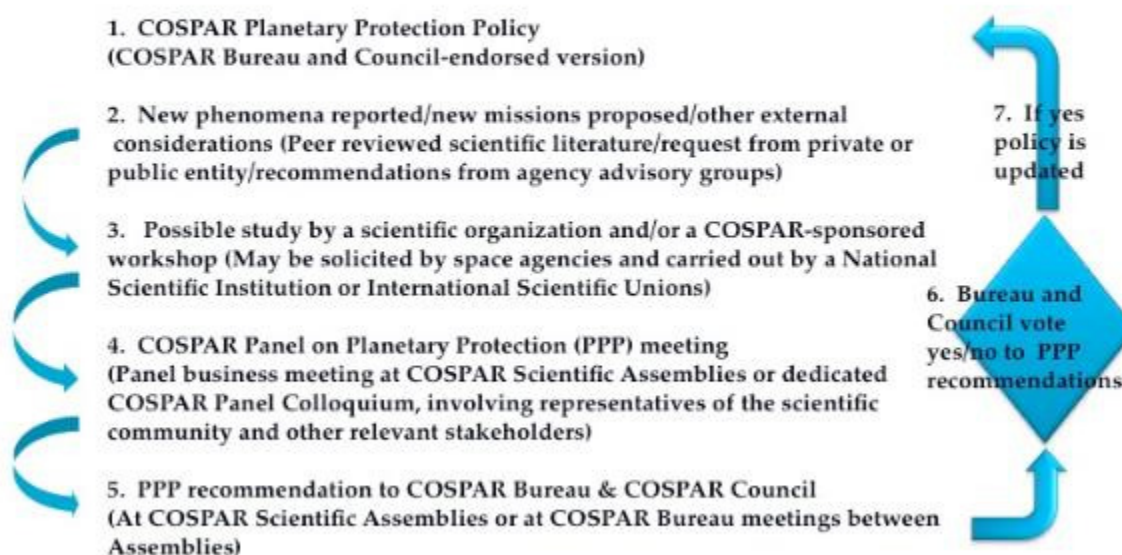 1. COSPAR Planetary Protection Policy
(COSPAR Bureau and Council-endorsed version)
2. New phenomena reported/new missions proposed/other external
considerations (Peer reviewed scientific literature/request from private or
public entity/recommendations from agency advisory groups)
3. Possible study by a scientific organization and/or a COSPAR-sponsored
workshop (May be solicited by space agencies and carried out by a National
Scientific Institution or International Scientific Unions)
4. COSPAR Panel on Planetary Protection (PPP) meeting
(Panel business meeting at COSPAR Scientific Assemblies or dedicated
COSPAR Panel Colloquium, involving representatives of the scientific
community and other relevant stakeholders)
5. PPP recommendation to COSPAR Bureau & COSPAR Council
(At COSPAR Scientific Assemblies or at COSPAR Bureau meetings between
Assemblies)
6. Bureau and
Council vote
yes/no to PPP
recommendations
7. If yes
policy is
updated